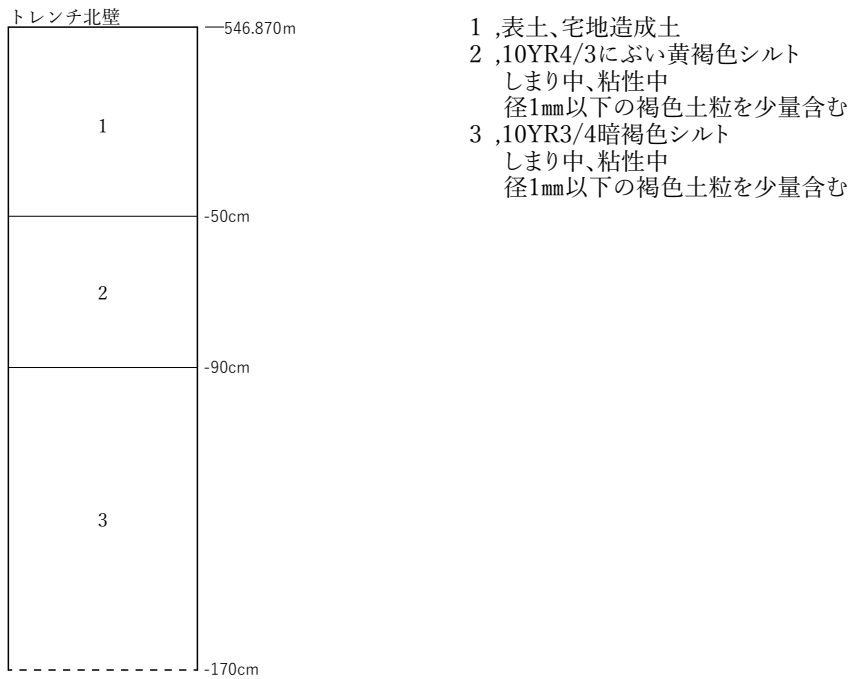 トレンチ北壁
546.870m
1
-50cm
2
-90cm
3
-170cm
1 ,表土、宅地造成土
2 ,10YR4/3にぶい黄褐色シルト
しまり中、粘性中
径1㎜以下の褐色土粒を少量含む
3 ,10YR3/4暗褐色シルト
しまり中、粘性中
径1㎜以下の褐色土粒を少量含む